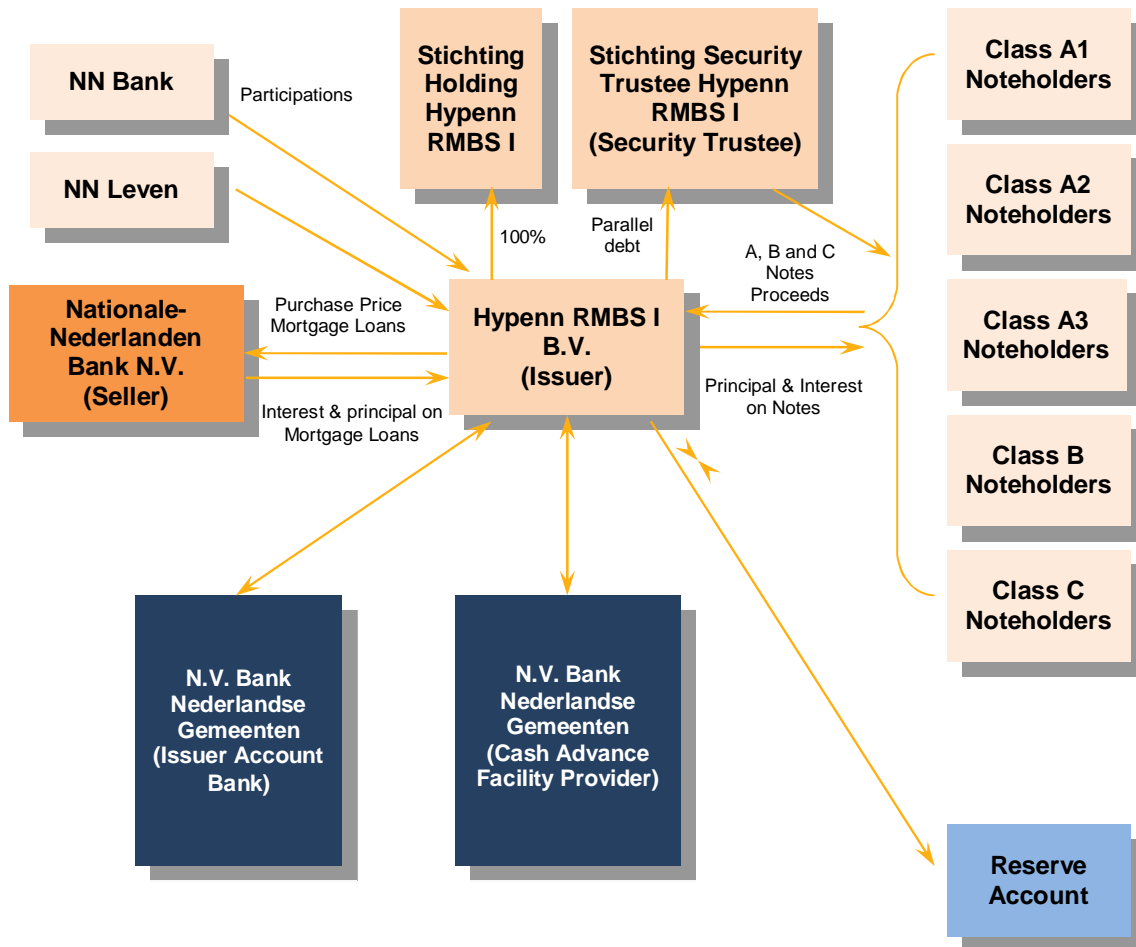 NN Bank
Participations
NN Leven
Stichting
Holding
Hypenn
RMBS I
Stichting Security
Trustee Hypenn
RMBS I
(Security Trustee)
Class A1
Noteholders
Class A2
Noteholders
100%
Parallel
debt
A, B and C
Notes
Proceeds
Nationale-
Nederlanden
Bank N.V.
(Seller)
Purchase Price
Mortgage Loans
Interest & principal on
Mortgage Loans
Hypenn RMBS I
B.V.
(Issuer)
Principal & Interest
on Notes
Class A3
Noteholders
Class B
Noteholders
Class C
Noteholders
N.V. Bank
Nederlandse
Gemeenten
(Issuer Account
Bank)
N.V. Bank
Nederlandse
Gemeenten
(Cash Advance
Facility Provider)
Reserve
Account